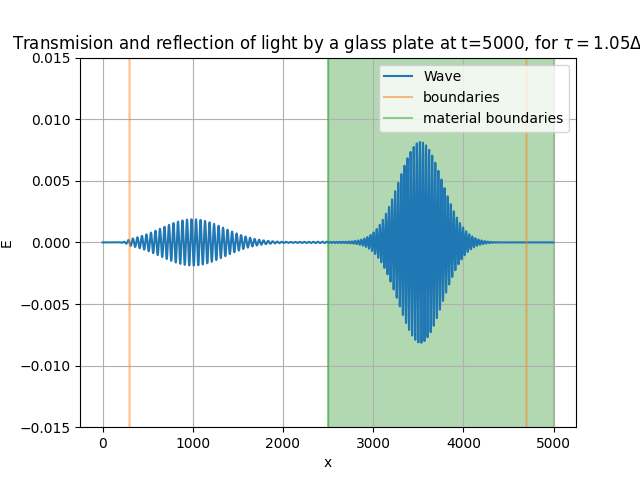 Transmision and reflection of light by a glass plate at t=5000, for τ = 1.05Δ
0.015
0.010
0.005
0.000
−0.005
−0.010
−0.015
E
Wave
boundaries
material boundaries
0 1000 2000 3000 4000 5000
x